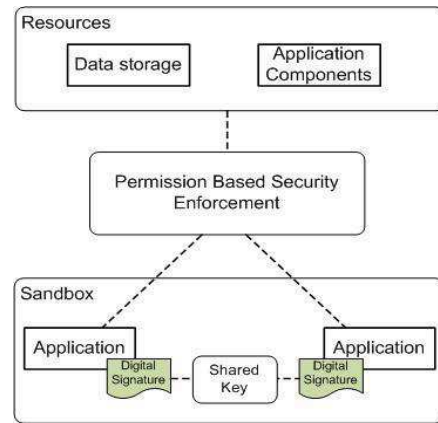 Resources
Data storage
Application
Components
Permission Based Security
Enforcement
Sandbox
Application
Application
Digital
Signature
Shared
Key
Digital
Signature